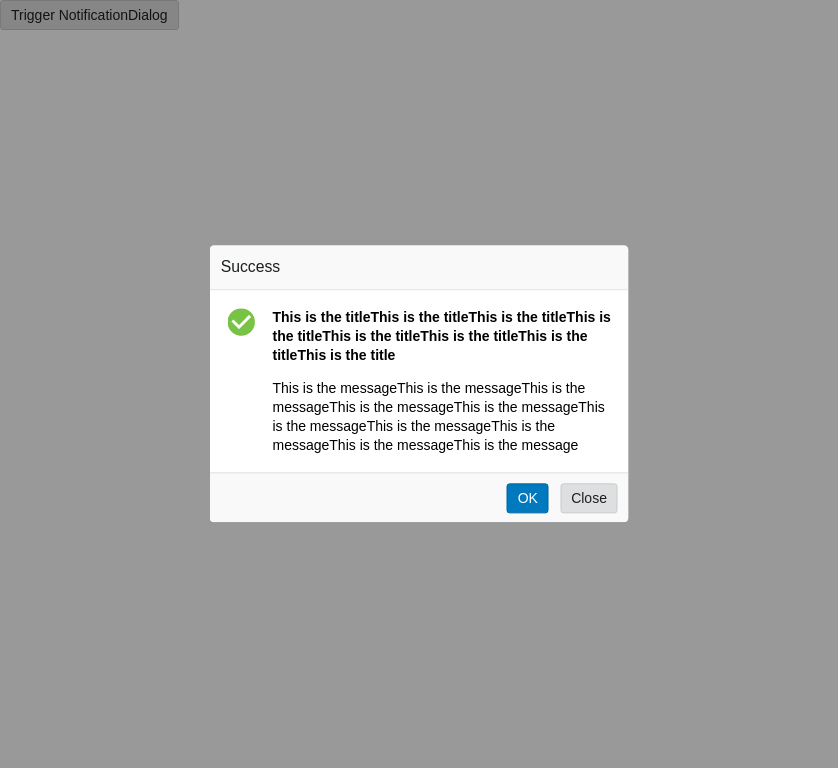 Trigger NotificationDialog
Success
This is the titleThis is the titleThis is the titleThis is
the titleThis is the titleThis is the titleThis is the
titleThis is the title
This is the messageThis is the messageThis is the
messageThis is the messageThis is the messageThis
is the messageThis is the messageThis is the
messageThis is the messageThis is the message
OK
Close